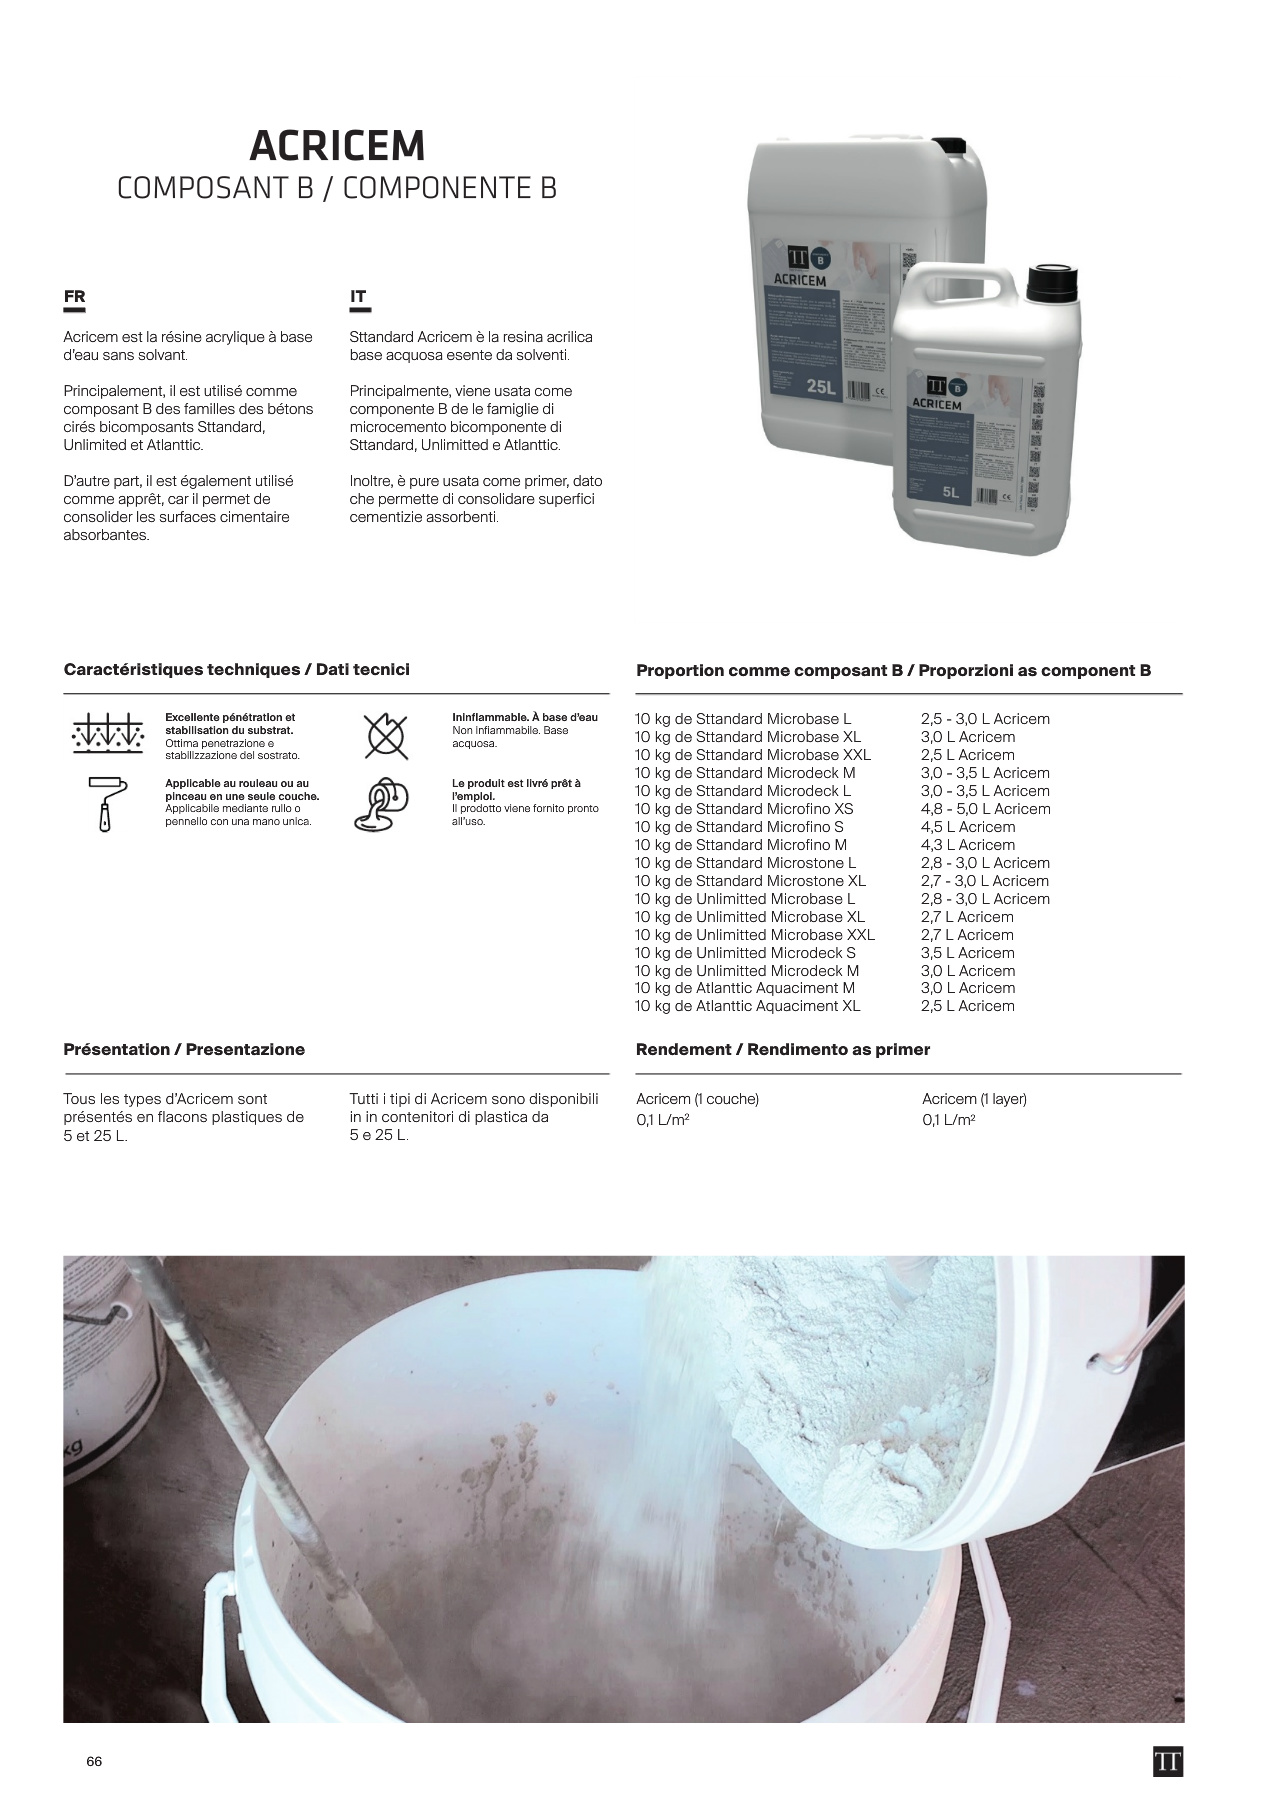 ACRICEM
COMPOSANT B / COMPONENTE B
FR
Acricem est la résine acrylique à base
d'eau sans solvant.
Principalement, il est utilisé comme
composant B des familles des bétons
cirés bicomposants Sttandard,
Unlimited et Atlanttic.
D'autre part, il est également utilisé
comme apprêt, car il permet de
consolider les surfaces cimentaire
absorbantes.
IT
Sttandard Acricem è la resina acrilica
base acquosa esente da solventi.
Principalmente, viene usata come
componente B de le famiglie di
microcemento bicomponente di
Sttandard, Unlimitted e Atlanttic.
Inoltre, è pure usata come primer, dato
che permette di consolidare superfici
cementizie assorbenti.
TT
B
ACRICEM
25L
TT
B
ACRICEM
5L
Caractéristiques techniques / Dati tecnici
Excellente pénétration et
stabilisation du substrat.
Ottima penetrazione e
stabilizzazione del sostrato.
Ininflammable. À base d'eau
Non Infiammabile. Base
acquosa.
Applicable au rouleau ou au
pinceau en une seule couche.
Applicabile mediante rullo o
pennello con una mano unica.
Le produit est livré prêt à
l'emploi.
Il prodotto viene fornito pronto
all'uso.
Proportion comme composant B / Proporzioni as component B
10 kg de Sttandard Microbase L 2,5 - 3,0 L Acricem
10 kg de Sttandard Microbase XL 3,0 L Acricem
10 kg de Sttandard Microbase XXL 2,5 L Acricem
10 kg de Sttandard Microdeck M 3,0 - 3,5 L Acricem
10 kg de Sttandard Microdeck L 3,0 - 3,5 L Acricem
10 kg de Sttandard Microfino XS 4,8 - 5,0 L Acricem
10 kg de Sttandard Microfino S 4,5 L Acricem
10 kg de Sttandard Microfino M 4,3 L Acricem
10 kg de Sttandard Microstone L 2,8 - 3,0 L Acricem
10 kg de Sttandard Microstone XL 2,7 - 3,0 L Acricem
10 kg de Unlimitted Microbase L 2,8 - 3,0 L Acricem
10 kg de Unlimitted Microbase XL 2,7 L Acricem
10 kg de Unlimitted Microbase XXL 2,7 L Acricem
10 kg de Unlimitted Microdeck S 3,5 L Acricem
10 kg de Unlimitted Microdeck M 3,0 L Acricem
10 kg de Atlanttic Aquaciment M 3,0 L Acricem
10 kg de Atlanttic Aquaciment XL 2,5 L Acricem
Présentation / Presentazione
Tous les types d'Acricem sont
présentés en flacons plastiques de
5 et 25 L.
Tutti i tipi di Acricem sono disponibili
in in contenitori di plastica da
5 e 25 L.
Rendement / Rendimento as primer
Acricem (1 couche)
0,1 L/m²
Acricem (1 layer)
0,1 L/m²
kg
66
TT